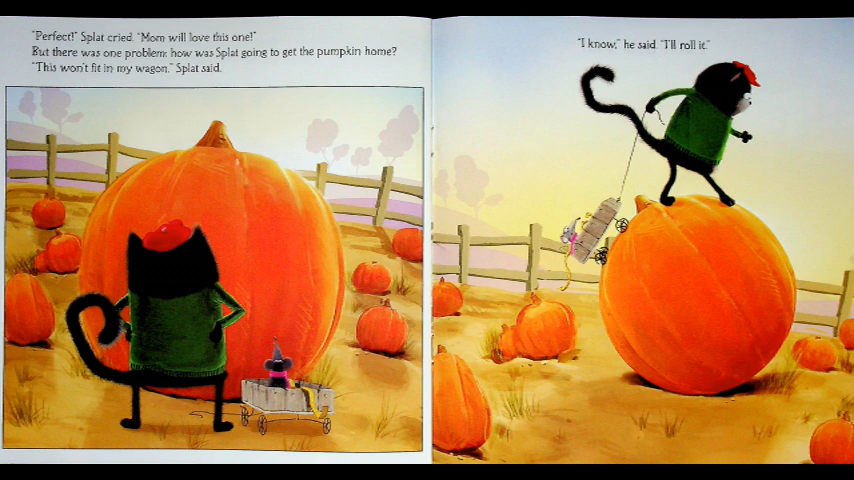 "Perfect!" Splat cried. "Mom will love this one!"
But there was one problem: how was Splat going to get the pumpkin home?
"This won't fit in my wagon," Splat said.
"I know," he said. "I'll roll it."